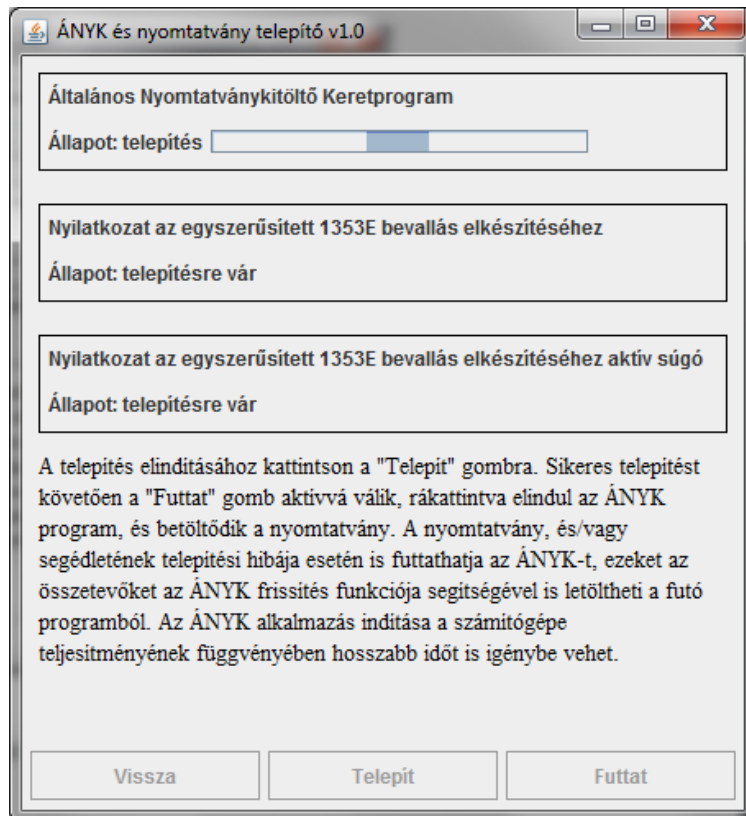 ÁNYK és nyomtatvány telepítő v1.0
Általános Nyomtatványkitöltő Keretprogram
Állapot: telepítés
Nyilatkozat az egyszerűsített 1353E bevallás elkészítéséhez
Állapot: telepítésre vár
Nyilatkozat az egyszerűsített 1353E bevallás elkészítéséhez aktív súgó
Állapot: telepítésre vár
A telepítés elindításához kattintson a "Telepít" gombra. Sikeres telepítést
követően a "Futtat" gomb aktívvá válik, rákattintva elindul az ÁNYK
program, és betöltődik a nyomtatvány. A nyomtatvány, és/vagy
segédletének telepítési hibája esetén is futtathatja az ÁNYK-t, ezeket az
összetevőket az ÁNYK frissítés funkciója segítségével is letöltheti a futó
programból. Az ÁNYK alkalmazás indítása a számítógépe
teljesítményének függvényében hosszabb időt is igénybe vehet.
Vissza
Telepít
Futtat